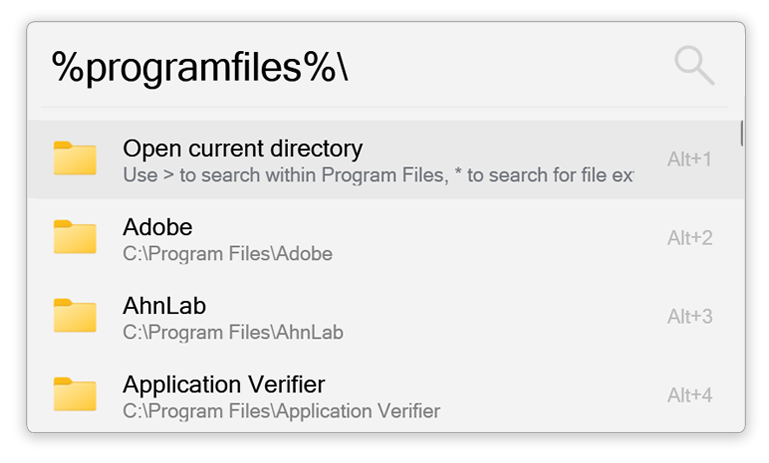 %programfiles%\
Open current directory
Alt+1
Use > to search within Program Files, * to search for file ex
Adobe
Alt+2
C:\Program Files\Adobe
AhnLab
Alt+3
C:\Program Files\AhnLab
Application Verifier
Alt+4
C:\Program Files\Application Verifier